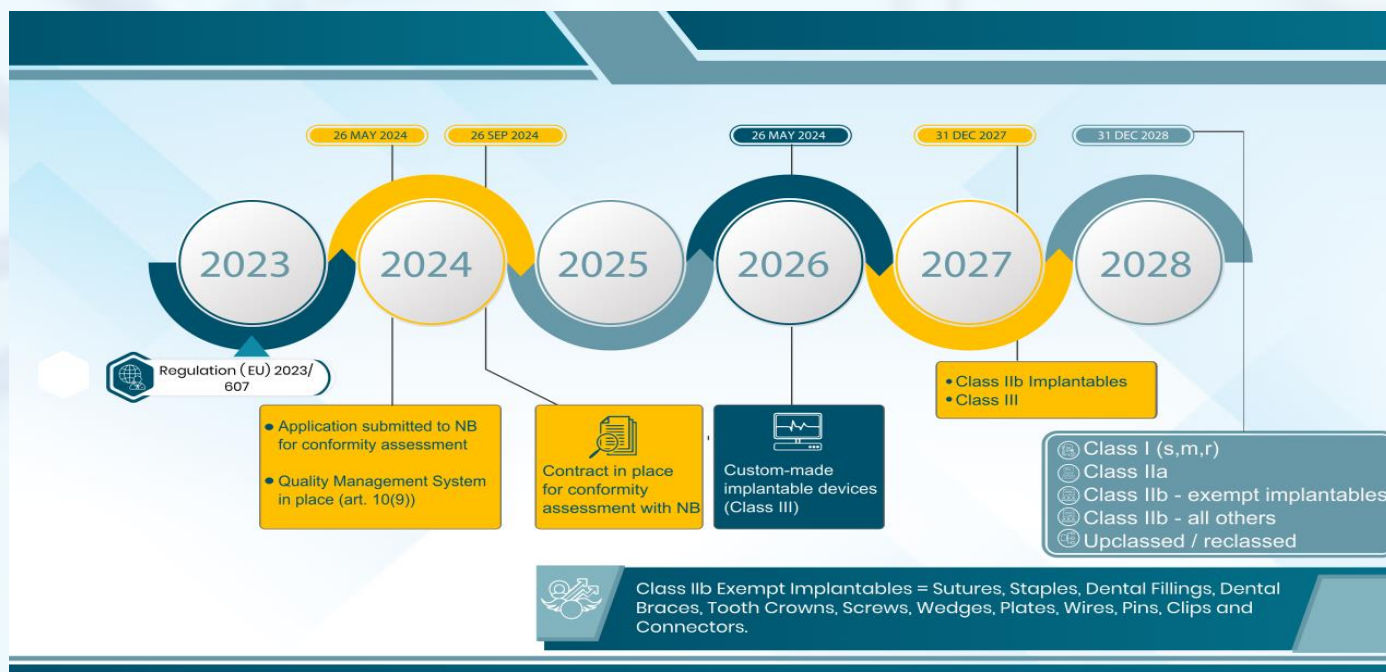 26 MAY 2024
26 SEP 2024
26 MAY 2024
31 DEC 2027
31 DEC 2028
2023
2024
2025
2026
2027
2028
Regulation (EU) 2023/
607
• Application submitted to NB
for conformity assessment
• Quality Management System
in place (art. 10(9))
Contract in place
for conformity
assessment with NB
Custom-made
implantable devices
(Class III)
• Class IIb Implantables
• Class III
Class I (s,m,r)
Class IIa
Class IIb - exempt implantables
Class IIb - all others
Upclassed / reclassed
Class IIb Exempt Implantables = Sutures, Staples, Dental Fillings, Dental
Braces, Tooth Crowns, Screws, Wedges, Plates, Wires, Pins, Clips and
Connectors.